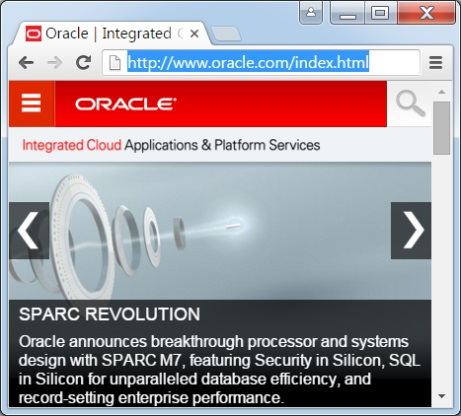 Oracle | Integrated C
http://www.oracle.com/index.html
ORACLE®
Integrated Cloud Applications & Platform Services
SPARC REVOLUTION
Oracle announces breakthrough processor and systems
design with SPARC M7, featuring Security in Silicon, SQL
in Silicon for unparalleled database efficiency, and
record-setting enterprise performance.